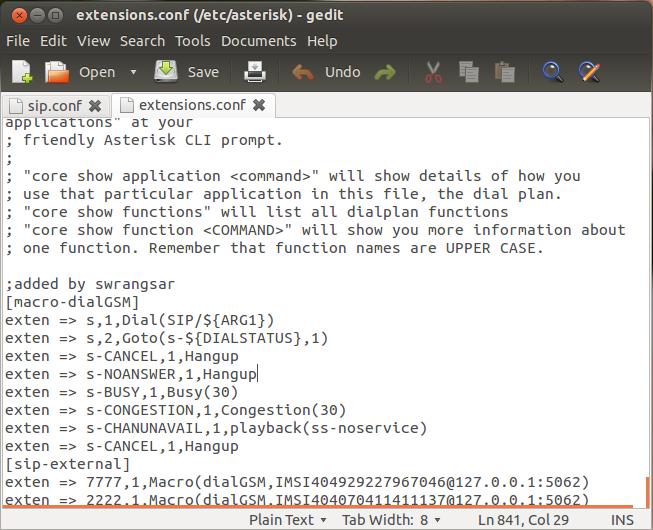 extensions.conf (/etc/asterisk) - gedit
File Edit View Search Tools Documents Help
Open Save Undo
sip.conf extensions.conf
applications" at your
; friendly Asterisk CLI prompt.
;
; "core show application <command>" will show details of how you
; use that particular application in this file, the dial plan.
; "core show functions" will list all dialplan functions
; "core show function <COMMAND>" will show you more information about
; one function. Remember that function names are UPPER CASE.
;added by swrangsar
[macro-dialGSM]
exten => s,1,Dial(SIP/${ARG1})
exten => s,2,Goto(s-${DIALSTATUS},1)
exten => s-CANCEL,1,Hangup
exten => s-NOANSWER,1,Hangup
exten => s-BUSY,1,Busy(30)
exten => s-CONGESTION,1,Congestion(30)
exten => s-CHANUNAVAIL,1,playback(ss-noservice)
exten => s-CANCEL,1,Hangup
[sip-external]
exten => 7777,1,Macro(dialGSM,IMSI404929227967046@127.0.0.1:5062)
exten => 2222,1,Macro(dialGSM,IMSI404070411411137@127.0.0.1:5062)
Plain Text Tab Width: 8 Ln 841, Col 29 INS